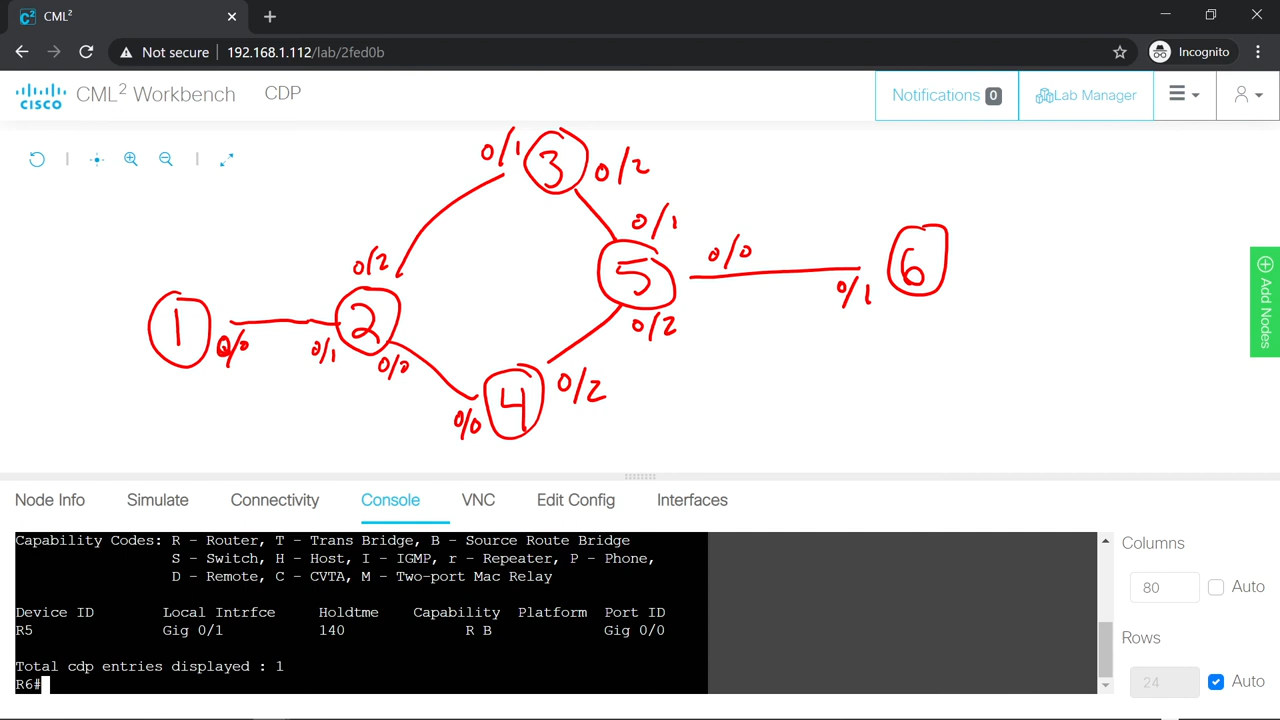 CML²
Not secure 192.168.1.112/lab/2fed0b
Incognito
CISCO
CML² Workbench
CDP
Notifications 0
Lab Manager
0/1
3
0/2
0/1
0/0
6
0/2
5
0/1
1
2
0/2
0/0
0/1
0/0
4
0/2
0/0
Add Nodes
Node Info Simulate Connectivity Console VNC Edit Config Interfaces
Capability Codes: R - Router, T - Trans Bridge, B - Source Route Bridge
S - Switch, H - Host, I - IGMP, r - Repeater, P - Phone,
D - Remote, C - CVTA, M - Two-port Mac Relay
Device ID Local Intrfce Holdtme Capability Platform Port ID
R5 Gig 0/1 140 R B Gig 0/0
Total cdp entries displayed : 1
R6#
Columns
80 Auto
Rows
24 Auto